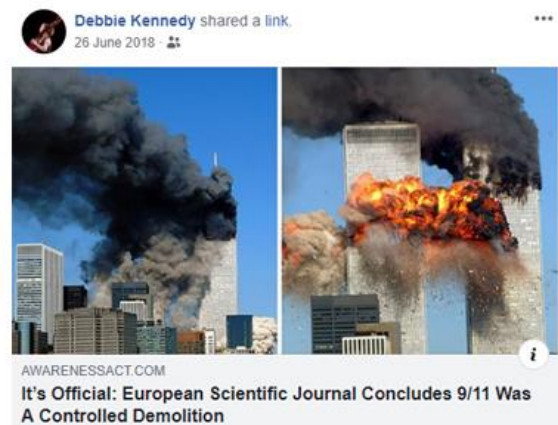 Debbie Kennedy shared a link.
26 June 2018 ·
AWARENESSACT.COM
It's Official: European Scientific Journal Concludes 9/11 Was
A Controlled Demolition